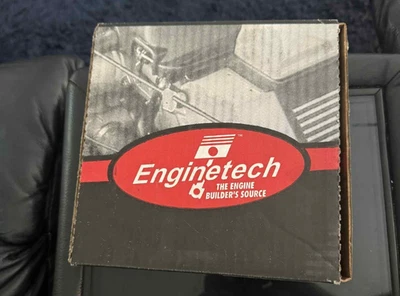 Enginetech
THE ENGINE
BUILDER'S SOURCE